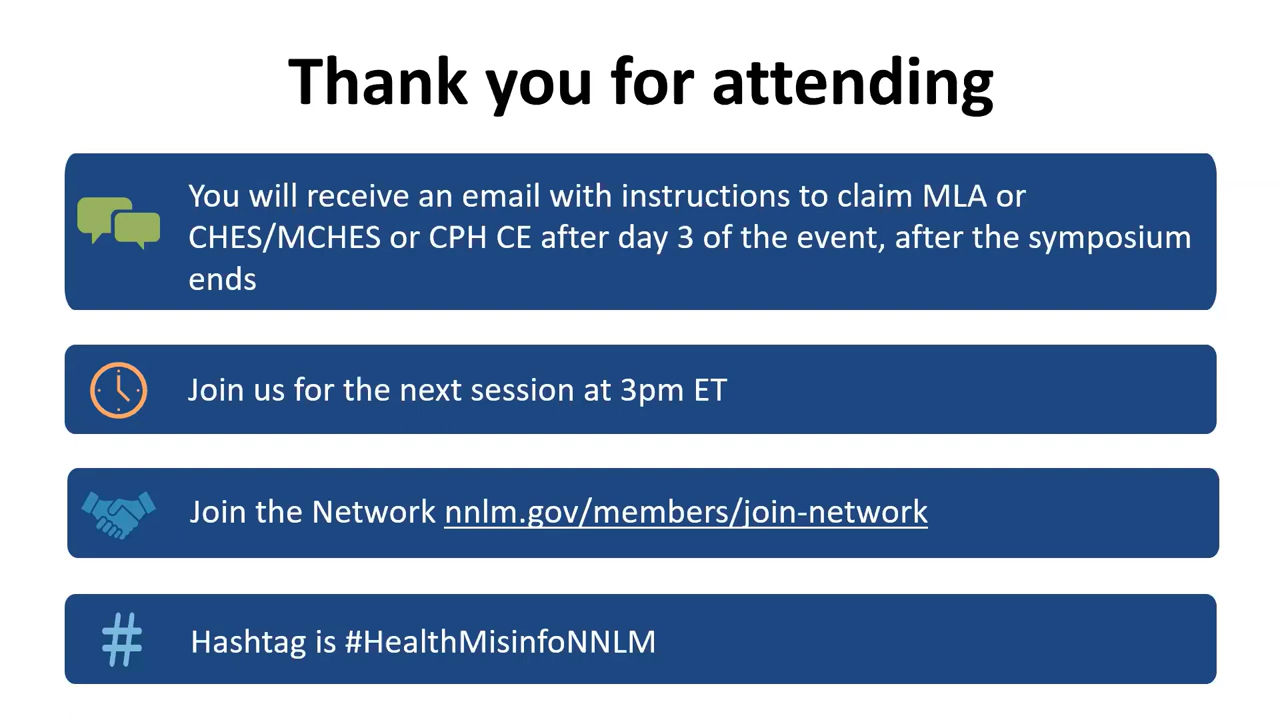 Thank you for attending
You will receive an email with instructions to claim MLA or
CHES/MCHES or CPH CE after day 3 of the event, after the symposium
ends
Join us for the next session at 3pm ET
Join the Network nnlm.gov/members/join-network
Hashtag is #HealthMisinfoNNLM